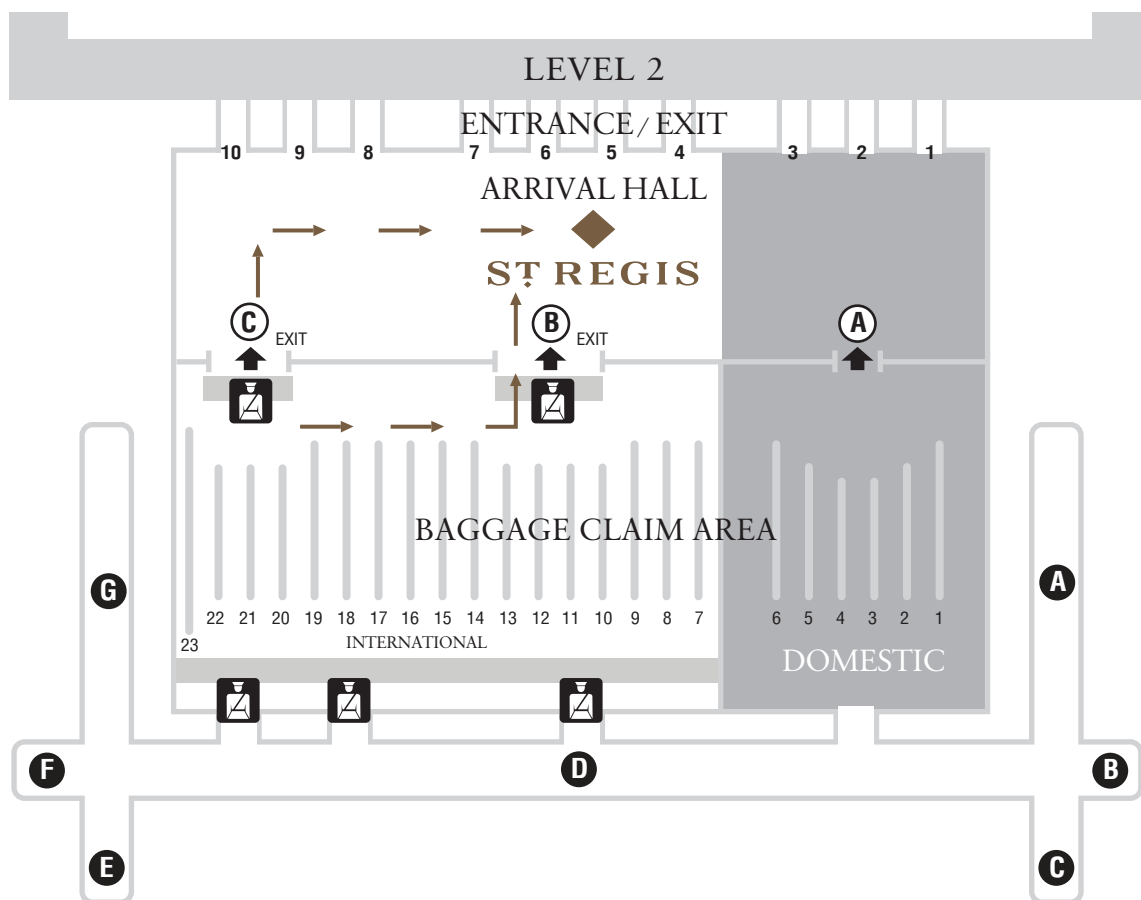 LEVEL 2
ENTRANCE / EXIT
10 9 8 7 6 5 4 3 2 1
ARRIVAL HALL
ST. REGIS
C EXIT B EXIT A
BAGGAGE CLAIM AREA
G A
22 21 20 19 18 17 16 15 14 13 12 11 10 9 8 7 6 5 4 3 2 1
23 INTERNATIONAL
DOMESTIC
F D B
E C